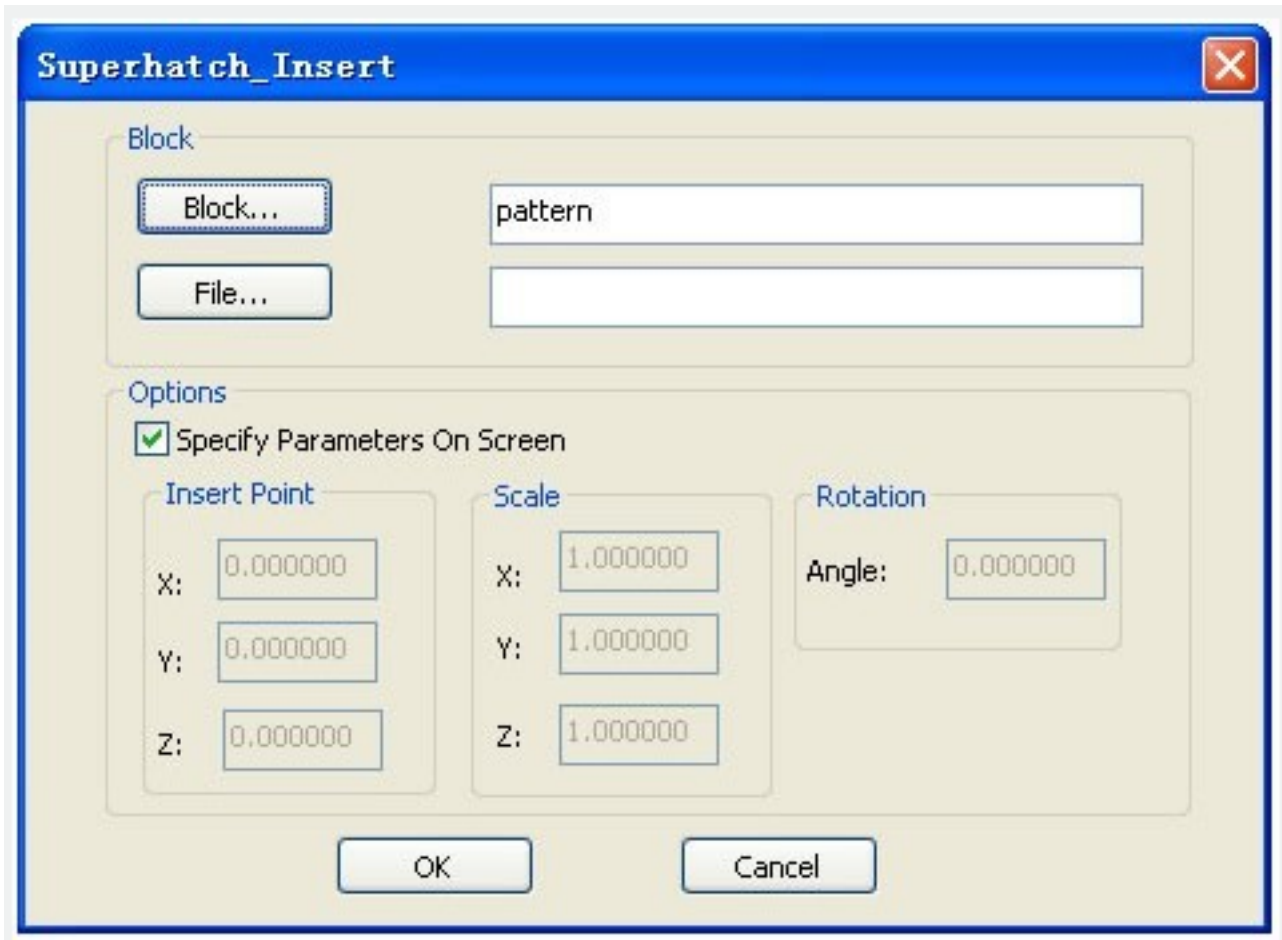 Superhatch_Insert
Block
Block...
pattern
File...
Options
Specify Parameters On Screen
Insert Point
X: 0.000000
Y: 0.000000
Z: 0.000000
Scale
X: 1.000000
Y: 1.000000
Z: 1.000000
Rotation
Angle: 0.000000
OK
Cancel